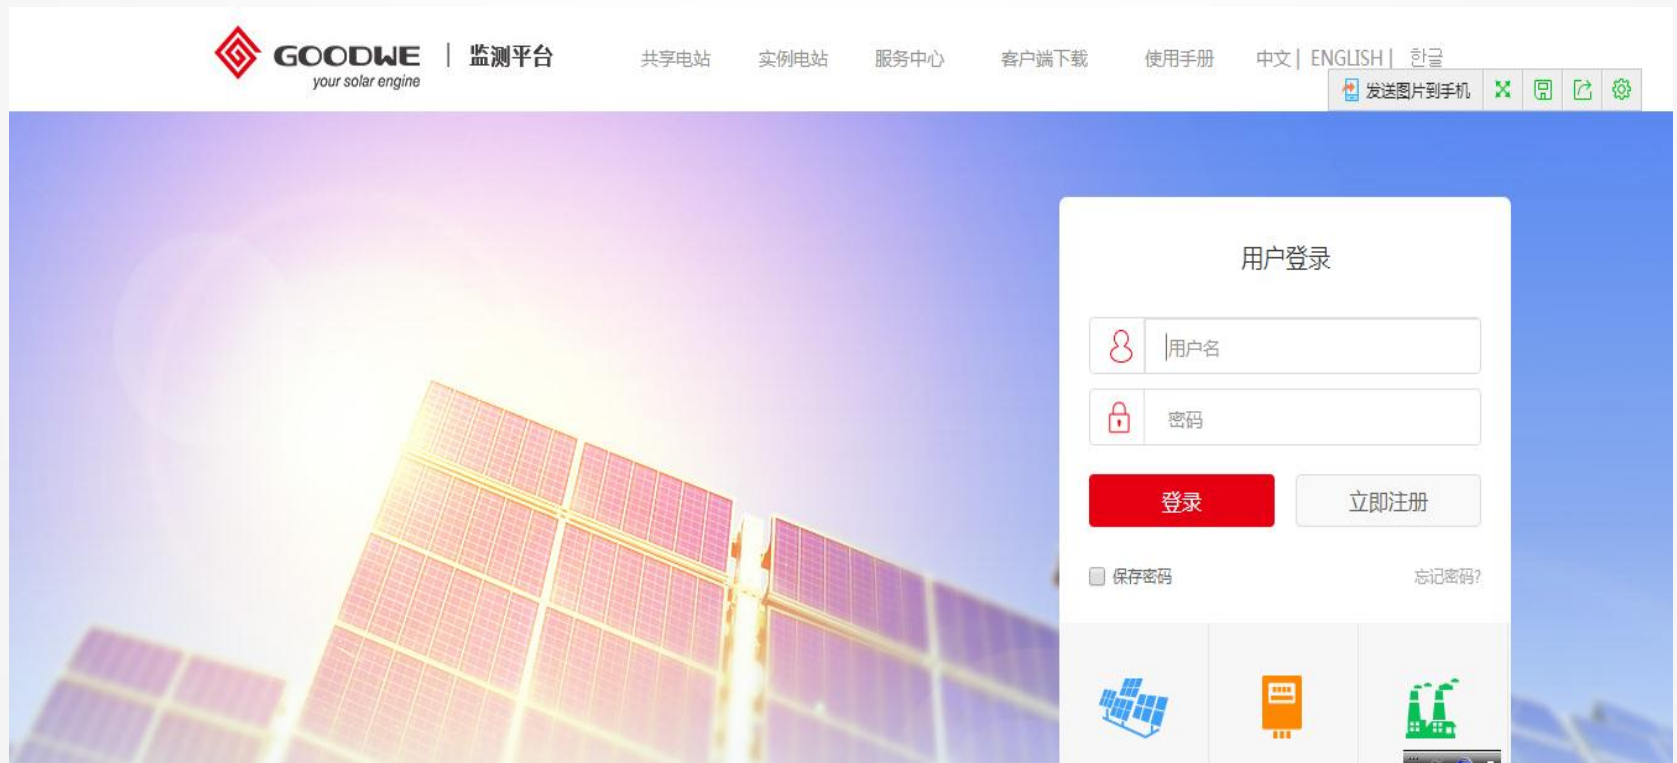 GOODWE
your solar engine
监测平台
共享电站
实例电站
服务中心
客户端下载
使用手册
中文 | ENGLISH | 한글
发送图片到手机
用户登录
用户名
密码
登录
立即注册
保存密码
忘记密码?